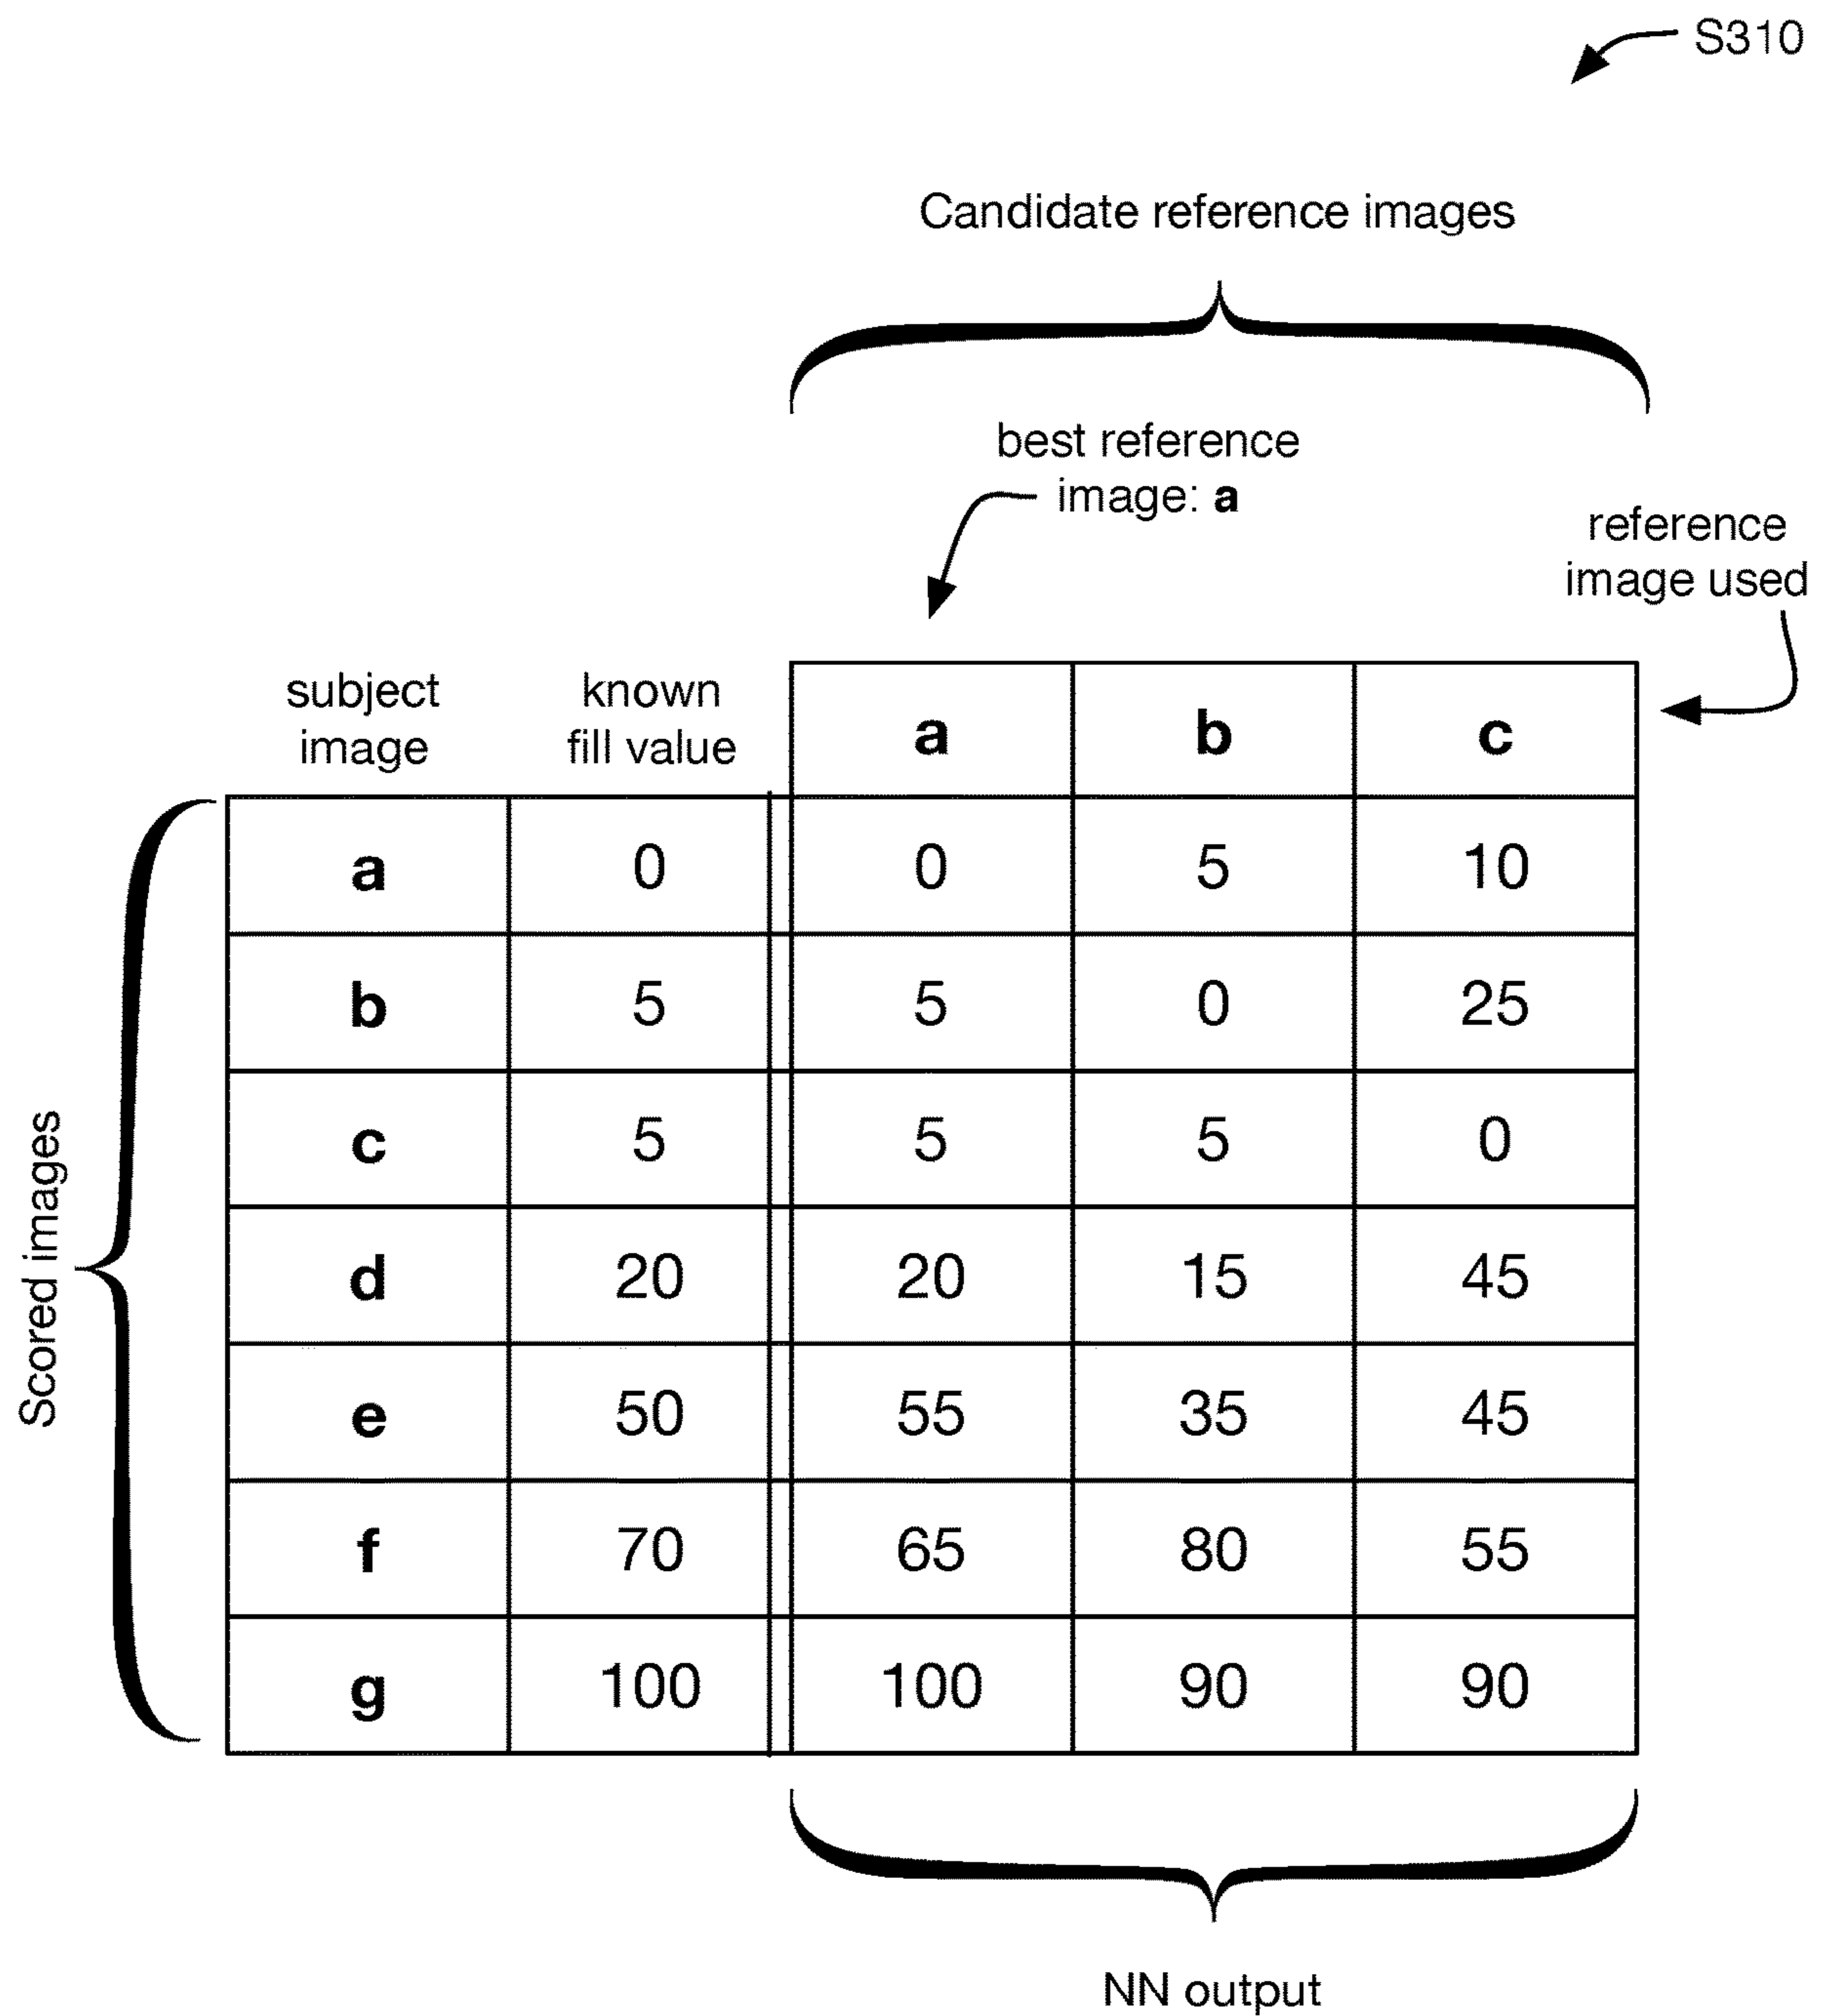 S310
Candidate reference images
best reference
image: a
reference
image used
subject
image
known
fill value
a b c
a 0 0 5 10
b 5 5 0 25
c 5 5 5 0
d 20 20 15 45
e 50 55 35 45
f 70 65 80 55
g 100 100 90 90
Scored images
NN output